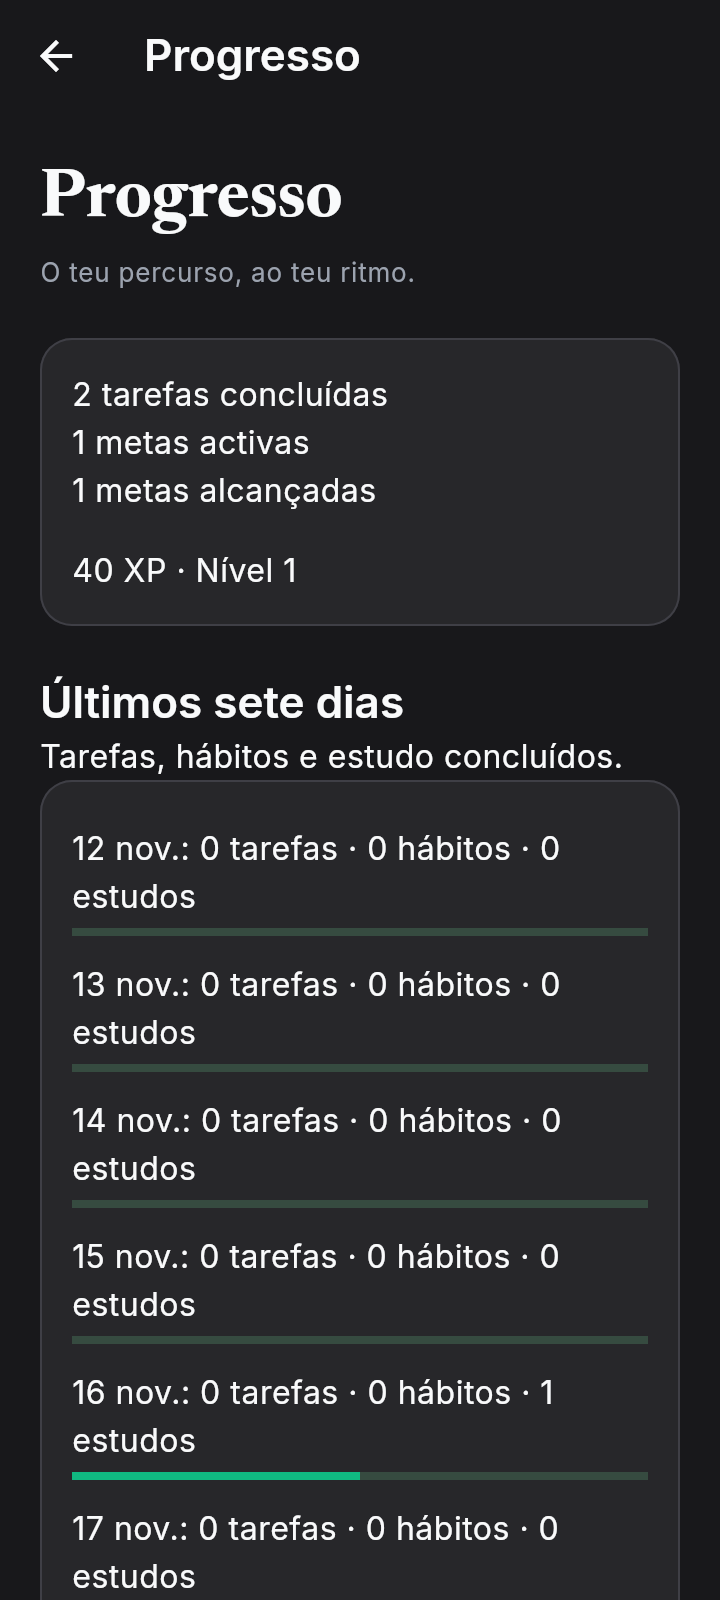 Progresso
Progresso
O teu percurso, ao teu ritmo.
2 tarefas concluídas
1 metas activas
1 metas alcançadas
40 XP · Nível 1
Últimos sete dias
Tarefas, hábitos e estudo concluídos.
12 nov.: 0 tarefas · 0 hábitos · 0
estudos
13 nov.: 0 tarefas · 0 hábitos · 0
estudos
14 nov.: 0 tarefas · 0 hábitos · 0
estudos
15 nov.: 0 tarefas · 0 hábitos · 0
estudos
16 nov.: 0 tarefas · 0 hábitos · 1
estudos
17 nov.: 0 tarefas · 0 hábitos · 0
estudos